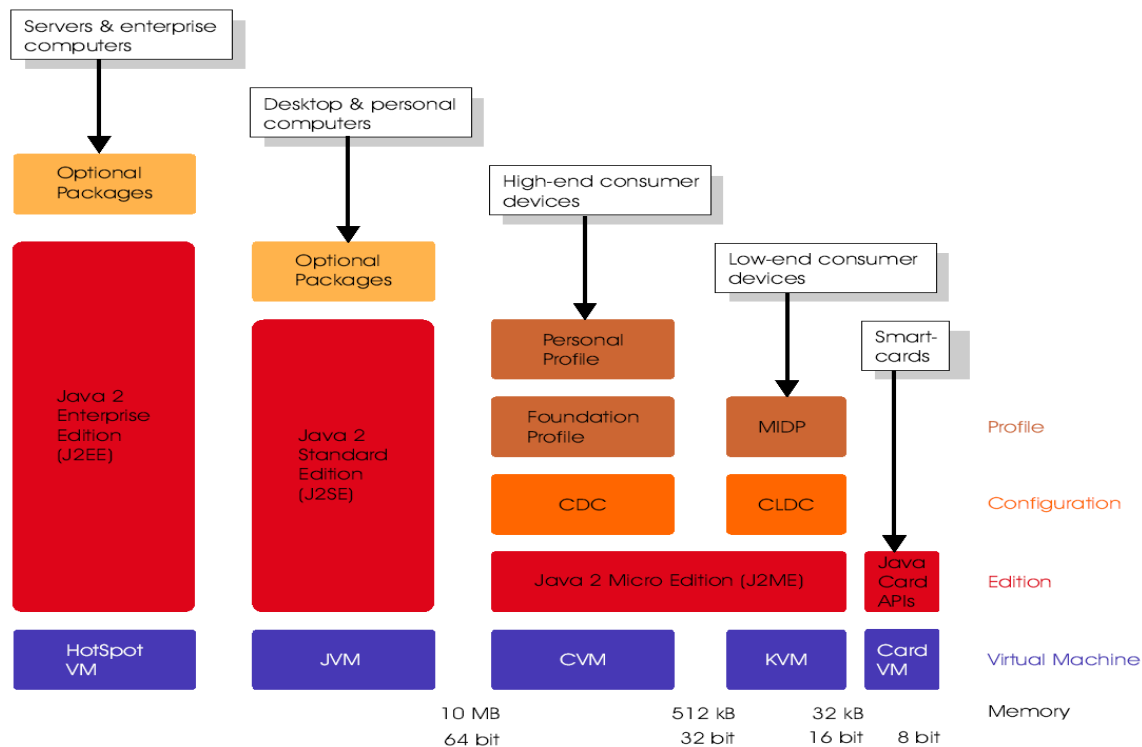 Servers & enterprise
computers
Desktop & personal
computers
Optional
Packages
High-end consumer
devices
Optional
Packages
Low-end consumer
devices
Personal
Profile
Smart-
cards
Java 2
Enterprise
Edition
(J2EE)
Foundation
Profile
MIDP
Profile
Java 2
Standard
Edition
(J2SE)
CDC
CLDC
Configuration
Java 2 Micro Edition (J2ME)
Java
Card
APIs
Edition
HotSpot
VM
JVM
CVM
KVM
Card
VM
Virtual Machine
10 MB
512 kB
32 kB
Memory
64 bit
32 bit
16 bit
8 bit